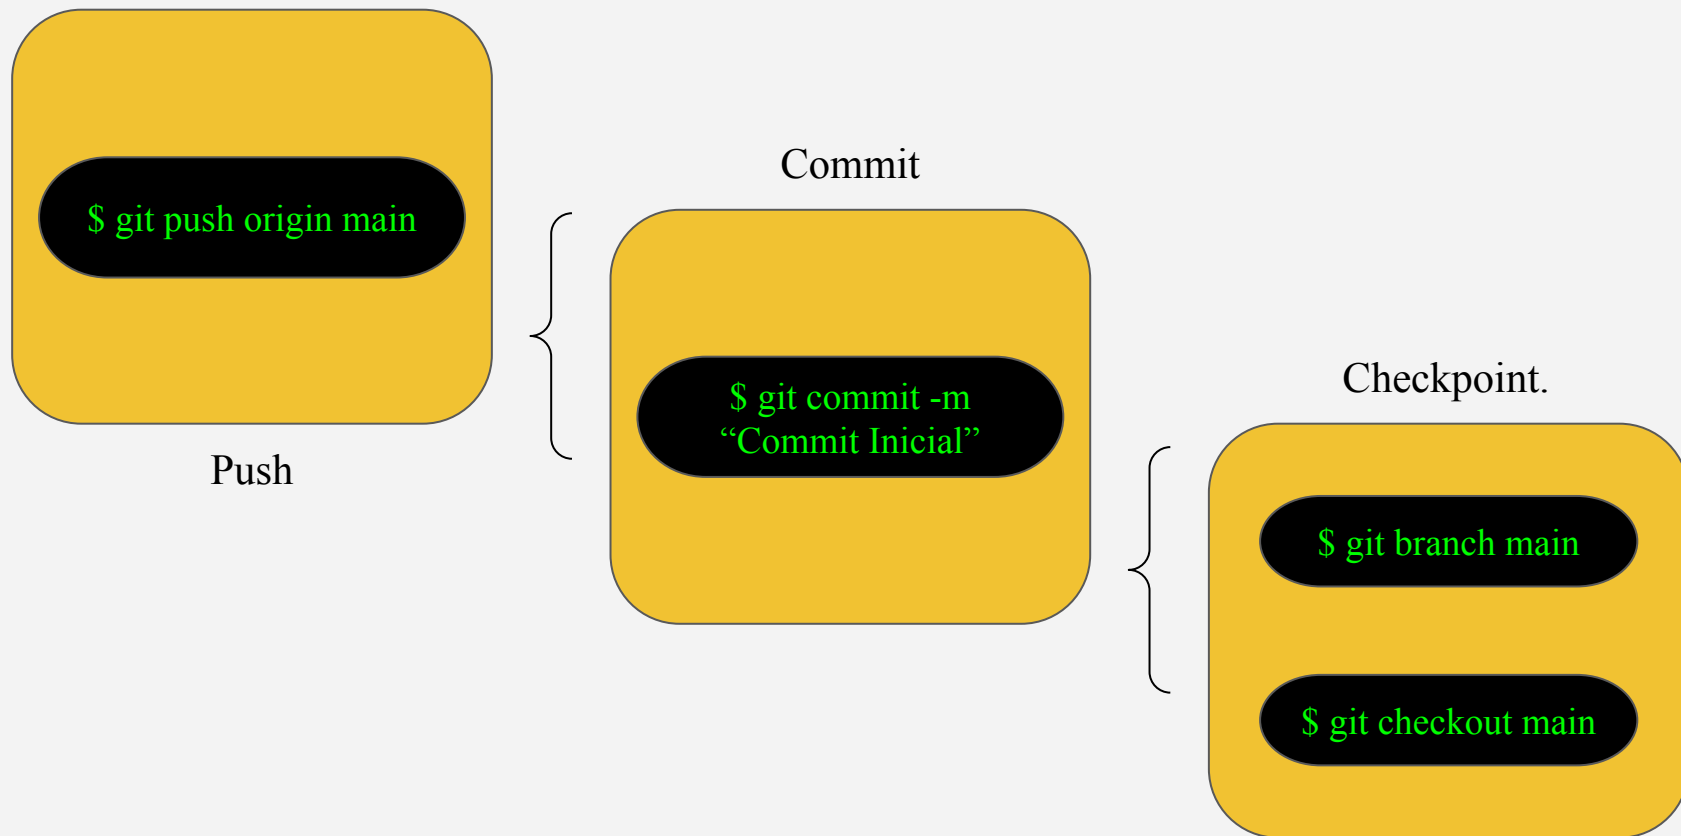 $ git push origin main
Push
Commit
$ git commit -m
“Commit Inicial”
Checkpoint.
$ git branch main
$ git checkout main